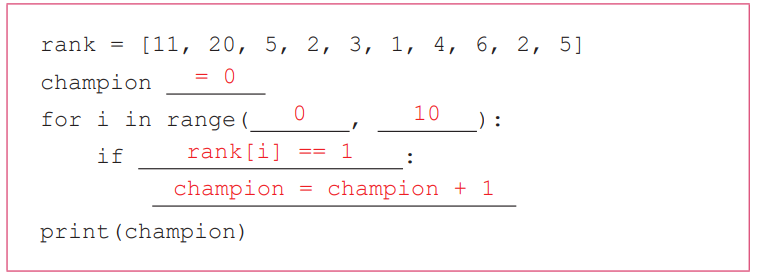 rank = [11, 20, 5, 2, 3, 1, 4, 6, 2, 5]
champion = 0
for i in range(0, 10):
    if rank[i] == 1:
        champion = champion + 1
print(champion)